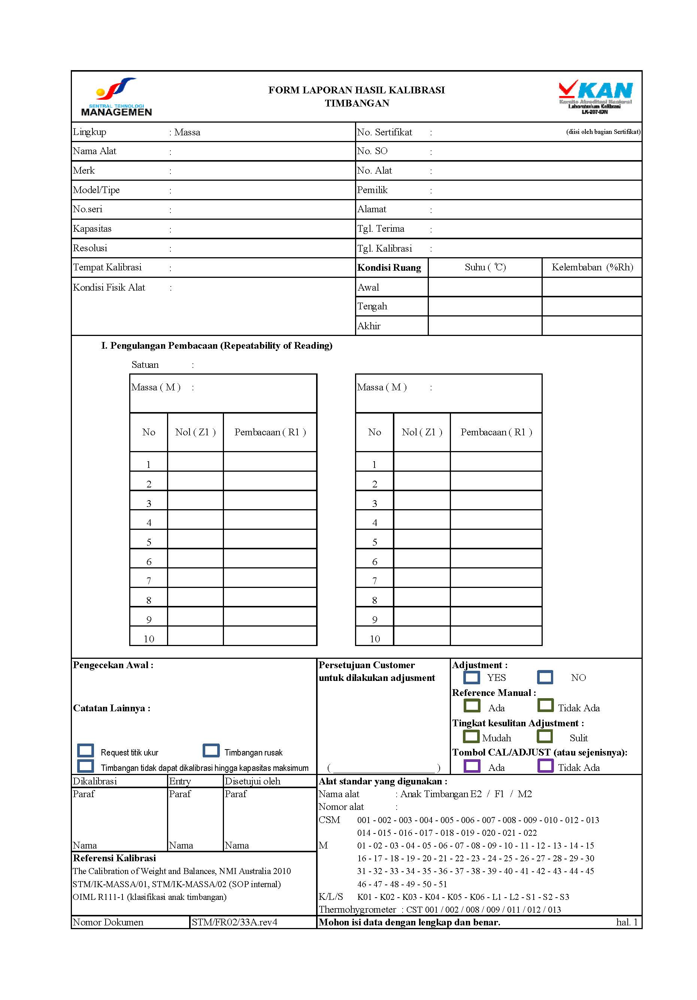 SENTRAL TEHNOLOGI
MANAGEMEN
FORM LAPORAN HASIL KALIBRASI
TIMBANGAN
KAN
Komite Akreditasi Nasional
Laboratorium Kalibrasi
LK-207-IDN
Lingkup : Massa
No. Sertifikat : (diisi oleh bagian Sertifikat)
Nama Alat :
No. SO :
Merk :
No. Alat :
Model/Tipe :
Pemilik :
No.seri :
Alamat :
Kapasitas :
Tgl. Terima :
Resolusi :
Tgl. Kalibrasi :
Tempat Kalibrasi :
Kondisi Ruang Suhu ( ℃) Kelembaban (%Rh)
Kondisi Fisik Alat :
Awal
Tengah
Akhir
I. Pengulangan Pembacaan (Repeatability of Reading)
Satuan :
Massa ( M ) :
No Nol ( Z1 ) Pembacaan ( R1 )
1
2
3
4
5
6
7
8
9
10
Massa ( M ) :
No Nol ( Z1 ) Pembacaan ( R1 )
1
2
3
4
5
6
7
8
9
10
Pengecekan Awal :
Catatan Lainnya :
Request titik ukur Timbangan rusak
Timbangan tidak dapat dikalibrasi hingga kapasitas maksimum
Persetujuan Customer
untuk dilakukan adjusment
( ____________________ )
Adjustment :
YES NO
Reference Manual :
Ada Tidak Ada
Tingkat kesulitan Adjustment :
Mudah Sulit
Tombol CAL/ADJUST (atau sejenisnya):
Ada Tidak Ada
Dikalibrasi Entry Disetujui oleh
Paraf Paraf Paraf
Nama Nama Nama
Referensi Kalibrasi
The Calibration of Weight and Balances, NMI Australia 2010
STM/IK-MASSA/01, STM/IK-MASSA/02 (SOP internal)
OIML R111-1 (klasifikasi anak timbangan)
Alat standar yang digunakan :
Nama alat : Anak Timbangan E2 / F1 / M2
Nomor alat :
CSM 001 - 002 - 003 - 004 - 005 - 006 - 007 - 008 - 009 - 010 - 012 - 013
014 - 015 - 016 - 017 - 018 - 019 - 020 - 021 - 022
M 01 - 02 - 03 - 04 - 05 - 06 - 07 - 08 - 09 - 10 - 11 - 12 - 13 - 14 - 15
16 - 17 - 18 - 19 - 20 - 21 - 22 - 23 - 24 - 25 - 26 - 27 - 28 - 29 - 30
31 - 32 - 33 - 34 - 35 - 36 - 37 - 38 - 39 - 40 - 41 - 42 - 43 - 44 - 45
46 - 47 - 48 - 49 - 50 - 51
K/L/S K01 - K02 - K03 - K04 - K05 - K06 - L1 - L2 - S1 - S2 - S3
Thermohygrometer : CST 001 / 002 / 008 / 009 / 011 / 012 / 013
Nomor Dokumen STM/FR02/33A.rev4
Mohon isi data dengan lengkap dan benar. hal. 1